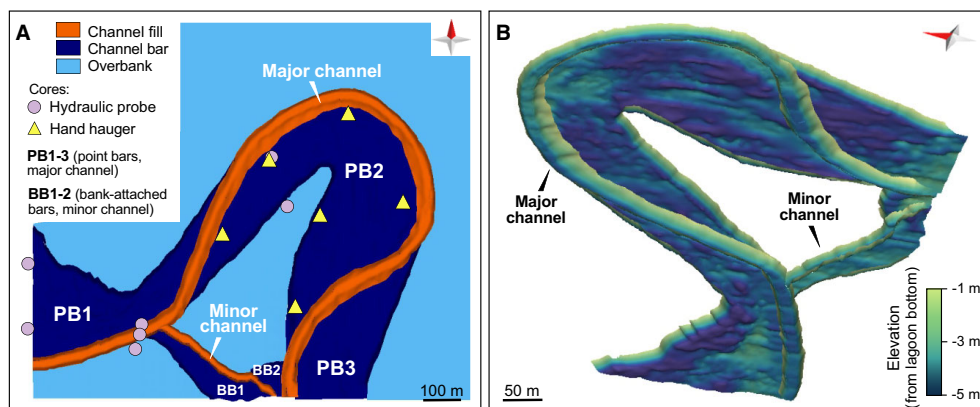 A
Channel fill
Channel bar
Overbank
Cores:
Hydraulic probe
Hand hauger
PB1-3 (point bars,
major channel)
BB1-2 (bank-attached
bars, minor channel)
Major channel
PB2
PB1
Minor
channel
BB2
BB1
PB3
100 m
B
Major
channel
Minor
channel
Elevation
(from lagoon bottom)
-1 m
-3 m
-5 m
50 m